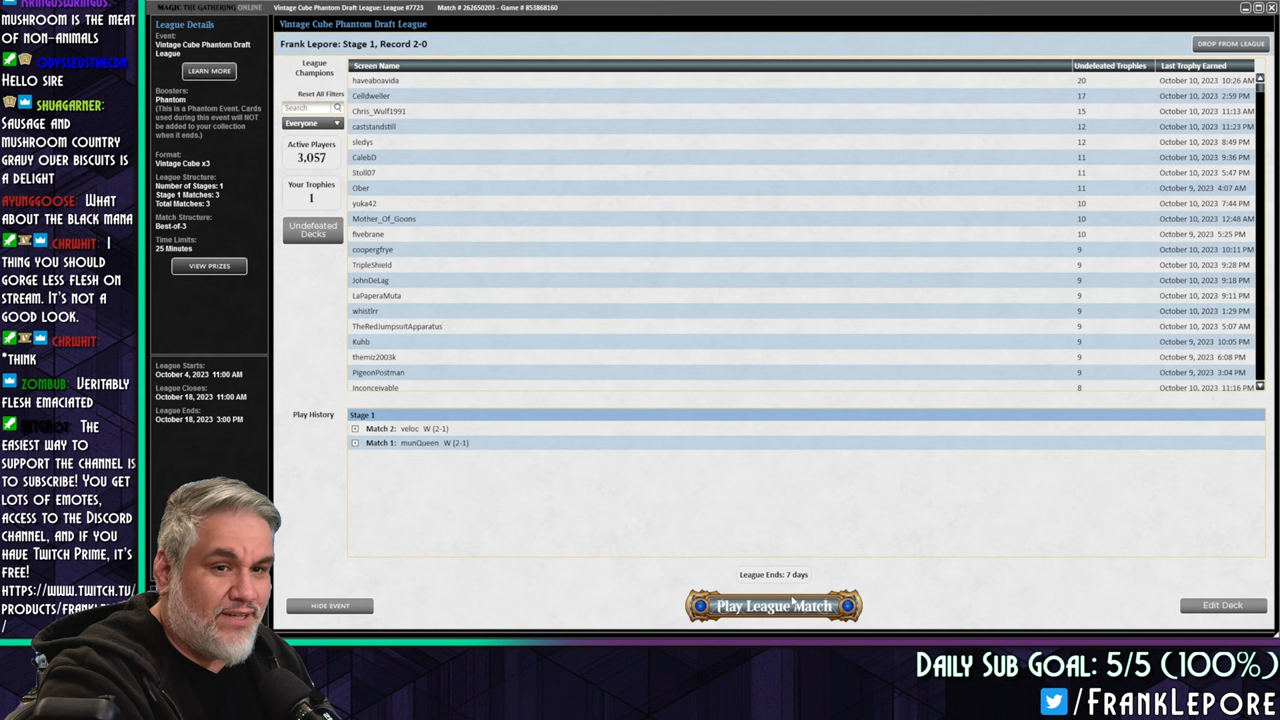 KRINGUSWRINGUS:
MUSHROOM IS THE MEAT
OF NON-ANIMALS
ODYSSEUSTHECDN:
HELLO SIRE
SHUAGARNER:
SAUSAGE AND
MUSHROOM COUNTRY
GRAVY OVER BISCUITS IS
A DELIGHT
AYUNGGOOSE: WHAT
ABOUT THE BLACK MANA
CHRWHIT: I
THING YOU SHOULD
GORGE LESS FLESH ON
STREAM. IT'S NOT A
GOOD LOOK.
CHRWHIT:
*THINK
ZOMBUB: VERITABLY
FLESH EMACIATED
MTGBOT: THE
EASIEST WAY TO
SUPPORT THE CHANNEL IS
TO SUBSCRIBE! YOU GET
LOTS OF EMOTES,
ACCESS TO THE DISCORD
CHANNEL, AND IF YOU
HAVE TWITCH PRIME, IT'S
FREE!
HTTPS://WWW.TWITCH.TV/
PRODUCTS/FRANKLEPORE
/
MAGIC THE GATHERING ONLINE
Vintage Cube Phantom Draft League: League #7723 Match # 262650203 - Game # 853868160
League Details
Event:
Vintage Cube Phantom Draft
League
LEARN MORE
Boosters:
Phantom
(This is a Phantom Event. Cards
used during this event will NOT
be added to your collection
when it ends.)
Format:
Vintage Cube x3
League Structure:
Number of Stages: 1
Stage 1 Matches: 3
Total Matches: 3
Match Structure:
Best-of-3
Time Limits:
25 Minutes
VIEW PRIZES
League Starts:
October 4, 2023 11:00 AM
League Closes:
October 18, 2023 11:00 AM
League Ends:
October 18, 2023 3:00 PM
Vintage Cube Phantom Draft League
Frank Lepore: Stage 1, Record 2-0
DROP FROM LEAGUE
League
Champions
Reset All Filters
Search
Everyone
Active Players
3,057
Your Trophies
1
Undefeated
Decks
Screen Name Undefeated Trophies Last Trophy Earned
haveaboavida 20 October 10, 2023 10:26 AM
Celldweller 17 October 10, 2023 2:59 PM
Chris_Wulf1991 15 October 10, 2023 11:13 AM
caststandstill 12 October 10, 2023 11:23 PM
sledys 12 October 10, 2023 8:49 PM
CalebD 11 October 10, 2023 9:36 PM
Stoll07 11 October 10, 2023 5:47 PM
Ober 11 October 9, 2023 4:07 AM
yuka42 10 October 10, 2023 7:44 PM
Mother_Of_Goons 10 October 10, 2023 12:48 AM
fivebrane 10 October 9, 2023 5:25 PM
coopergfrye 9 October 10, 2023 10:11 PM
TripleShield 9 October 10, 2023 9:28 PM
JohnDeLag 9 October 10, 2023 9:18 PM
LaPaperaMuta 9 October 10, 2023 9:11 PM
whistlrr 9 October 10, 2023 1:29 PM
TheRedJumpsuitApparatus 9 October 10, 2023 5:07 AM
Kuhb 9 October 9, 2023 10:05 PM
themiz2003k 9 October 9, 2023 6:08 PM
PigeonPostman 9 October 9, 2023 3:04 PM
Inconceivable 8 October 10, 2023 11:16 PM
Play History
Stage 1
Match 2: veloc W (2-1)
Match 1: munQueen W (2-1)
League Ends: 7 days
HIDE EVENT
Play League Match
Edit Deck
DAILY SUB GOAL: 5/5 (100%)
/FRANKLEPORE